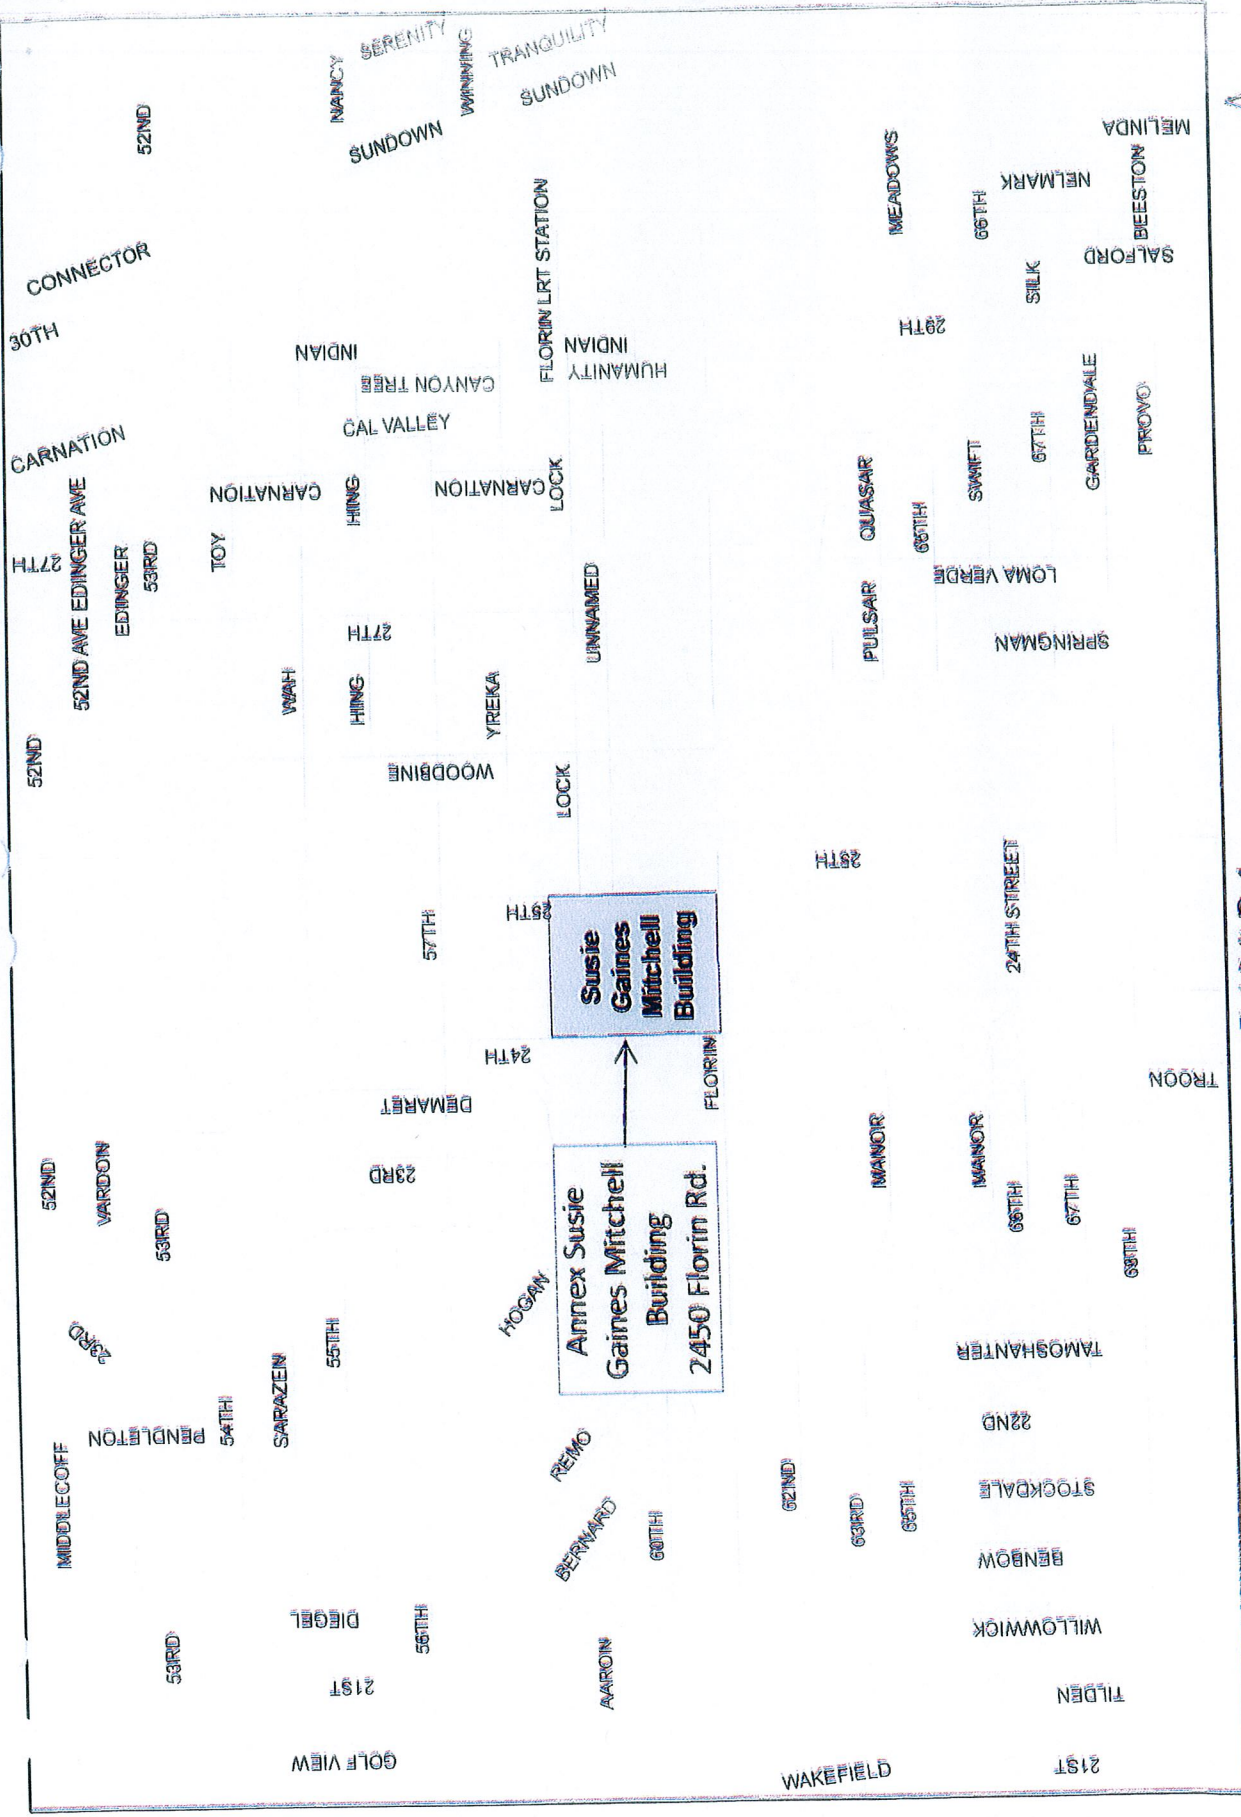 52ND
MIDDLECOFF
52ND
52ND
27TH
CARNATION
30TH
CONNECTOR
23RD
VARDON
52ND AVE EDINGER AVE
EDINGER
53RD
PENDLETON
53RD
53RD
52ND
54TH
TOY
CARNATION
SARAZEN
WAH
GOLF VIEW
21ST
DIEGEL
55TH
HING
27TH
HING
CAL VALLEY
CANYON TREE
INDIAN
SUNDOWN
NANCY
SERENITY
56TH
23RD
DEMARET
57TH
WOODBINE
YREKA
CARNATION
WINNING
HOGAN
24TH
25TH
LOCK
LOCK
FLORIN LRT STATION
TRANQUILITY
SUNDOWN
REMO
BERNARD
AARON
60TH
UNNAMED
HUMANITY
INDIAN
Annex Susie
Gaines Mitchell
Building
2450 Florin Rd.
Susie
Gaines
Mitchell
Building
FLORIN
62ND
25TH
WAKEFIELD
63RD
MANOR
PULSAR
QUASAR
MEADOWS
65TH
65TH
29TH
MANOR
LOMA VERDE
SWIFT
66TH
TAMOSHANTER
22ND
STOCKDALE
BENBOW
WILLOWWICK
66TH
24TH STREET
SPRINGMAN
67TH
SILK
NELMARK
21ST
TILDEN
67TH
GARDENDALE
SALFORD
68TH
PROVO
BEESTON
MELINDA
TROON